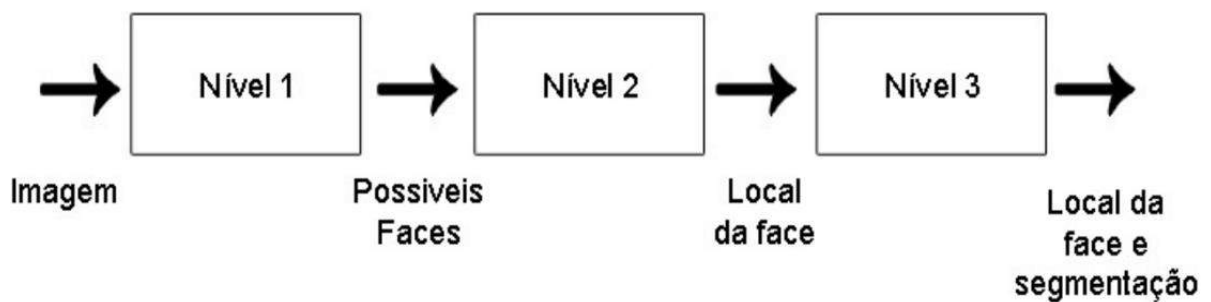 Nível 1
Nível 2
Nível 3
Imagem
Possiveis
Faces
Local
da face
Local da
face e
segmentação